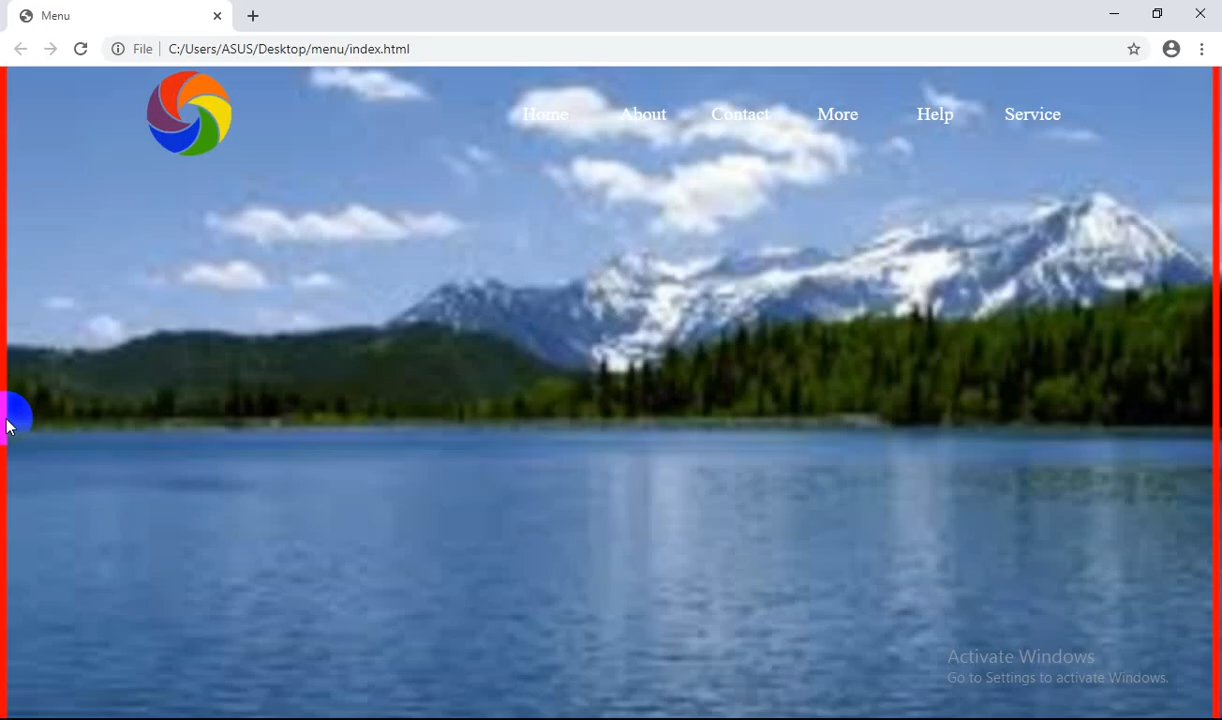 Menu
File
C:/Users/ASUS/Desktop/menu/index.html
Home About Contact More Help Service
Activate Windows
Go to Settings to activate Windows.